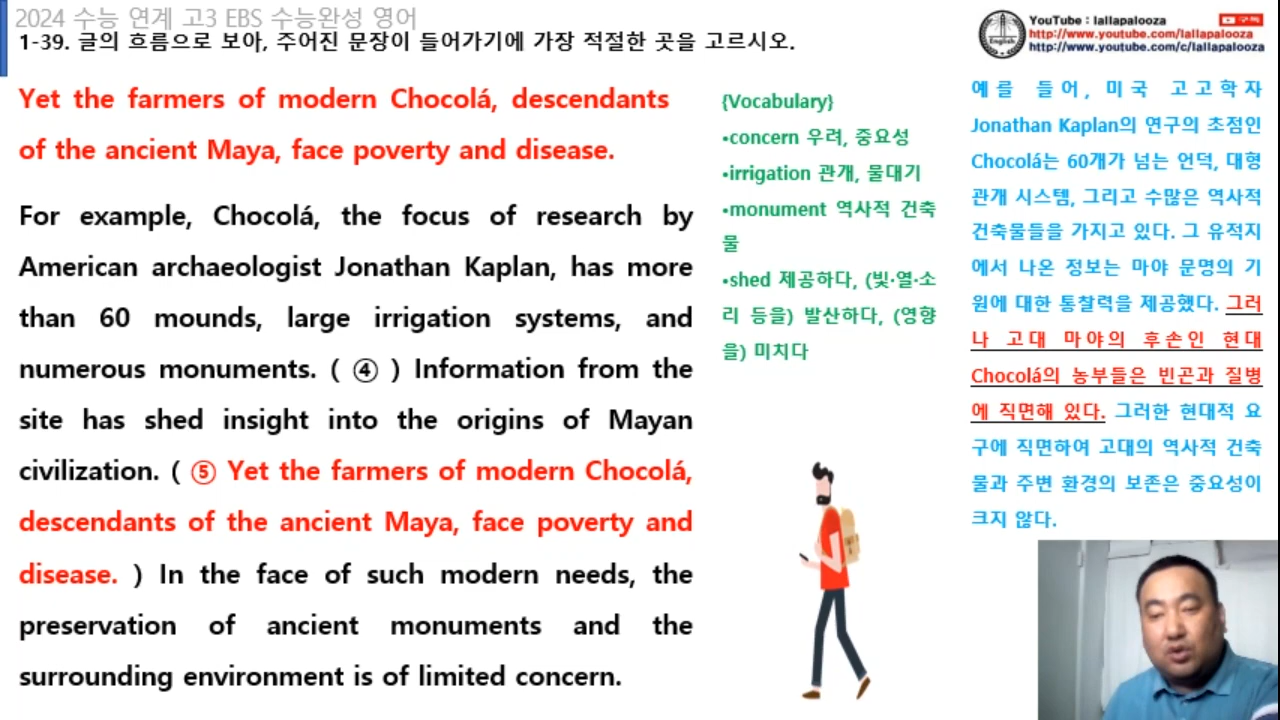 2024 수능 연계 고3 EBS 수능완성 영어
1-39. 글의 흐름으로 보아, 주어진 문장이 들어가기에 가장 적절한 곳을 고르시오.
YouTube : lallapalooza
구독
http://www.youtube.com/lallapalooza
http://www.youtube.com/c/lallapalooza
English
Yet the farmers of modern Chocolá, descendants
of the ancient Maya, face poverty and disease.
For example, Chocolá, the focus of research by
American archaeologist Jonathan Kaplan, has more
than 60 mounds, large irrigation systems, and
numerous monuments. ( ④ ) Information from the
site has shed insight into the origins of Mayan
civilization. ( ⑤ Yet the farmers of modern Chocolá,
descendants of the ancient Maya, face poverty and
disease. ) In the face of such modern needs, the
preservation of ancient monuments and the
surrounding environment is of limited concern.
{Vocabulary}
•concern 우려, 중요성
•irrigation 관개, 물대기
•monument 역사적 건축
물
•shed 제공하다, (빛·열·소
리 등을) 발산하다, (영향
을) 미치다
예를 들어, 미국 고고학자
Jonathan Kaplan의 연구의 초점인
Chocolá는 60개가 넘는 언덕, 대형
관개 시스템, 그리고 수많은 역사적
건축물들을 가지고 있다. 그 유적지
에서 나온 정보는 마야 문명의 기
원에 대한 통찰력을 제공했다. 그러
나 고대 마야의 후손인 현대
Chocolá의 농부들은 빈곤과 질병
에 직면해 있다. 그러한 현대적 요
구에 직면하여 고대의 역사적 건축
물과 주변 환경의 보존은 중요성이
크지 않다.